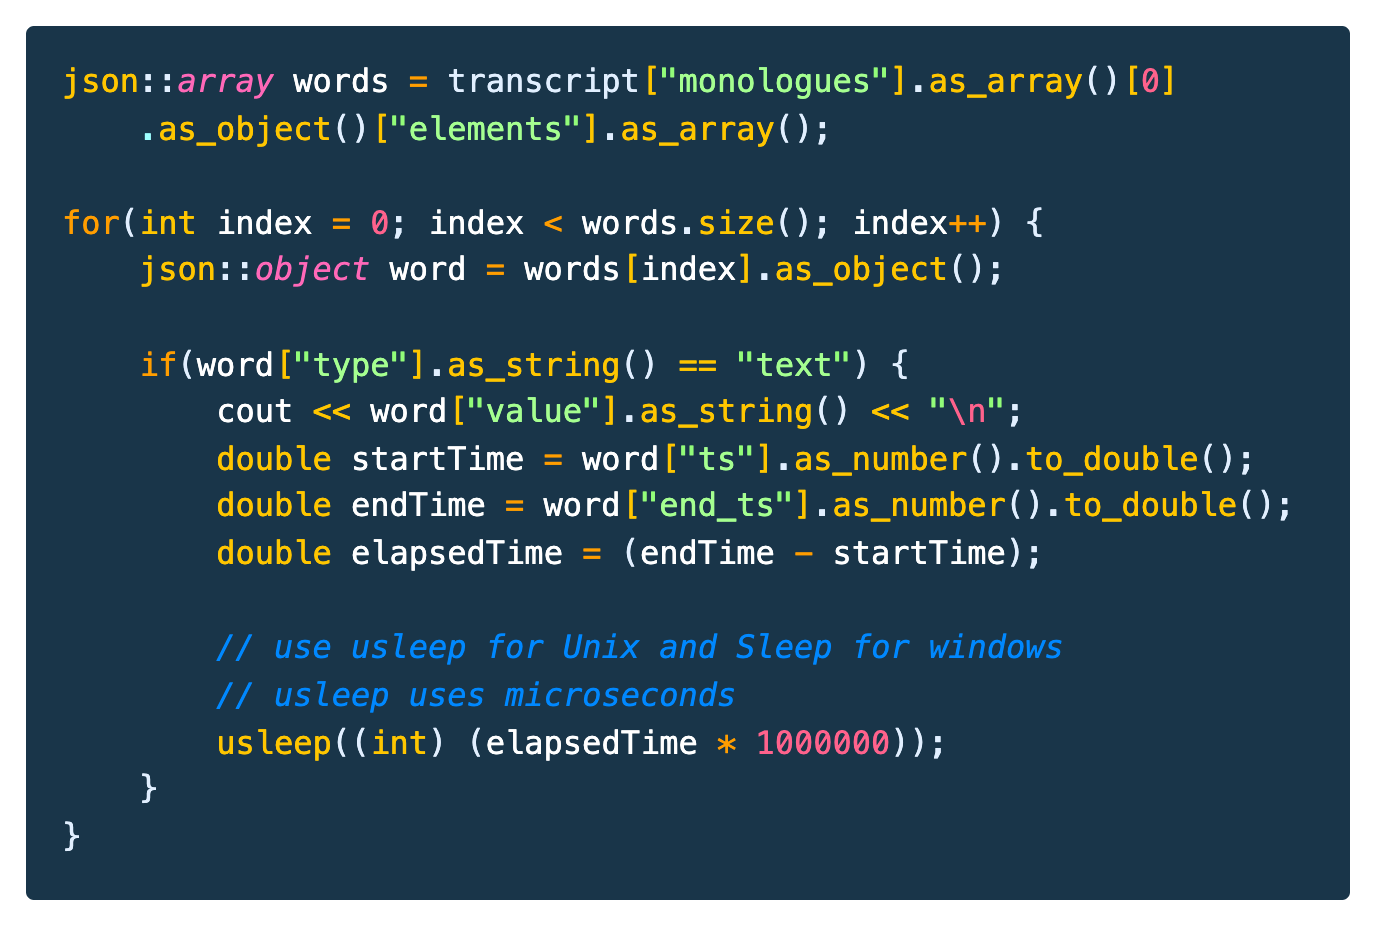 json::array words = transcript["monologues"].as_array()[0]
    .as_object()["elements"].as_array();

for(int index = 0; index < words.size(); index++) {
    json::object word = words[index].as_object();

    if(word["type"].as_string() == "text") {
        cout << word["value"].as_string() << "\n";
        double startTime = word["ts"].as_number().to_double();
        double endTime = word["end_ts"].as_number().to_double();
        double elapsedTime = (endTime - startTime);

        // use usleep for Unix and Sleep for windows
        // usleep uses microseconds
        usleep((int) (elapsedTime * 1000000));
    }
}